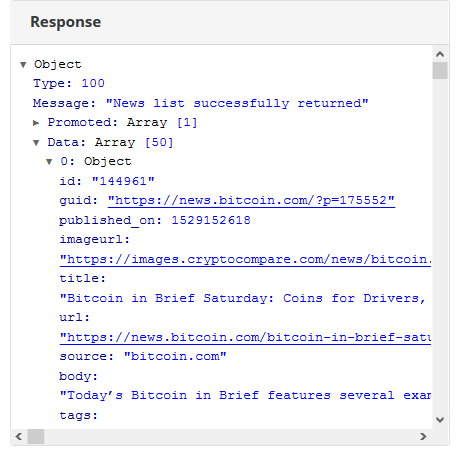 Response
Object
Type: 100
Message: "News list successfully returned"
Promoted: Array [1]
Data: Array [50]
0: Object
id: "144961"
guid: "https://news.bitcoin.com/?p=175552"
published_on: 1529152618
imageurl:
"https://images.cryptocompare.com/news/bitcoin.
title:
"Bitcoin in Brief Saturday: Coins for Drivers,
url:
"https://news.bitcoin.com/bitcoin-in-brief-satu
source: "bitcoin.com"
body:
"Today’s Bitcoin in Brief features several exam
tags: